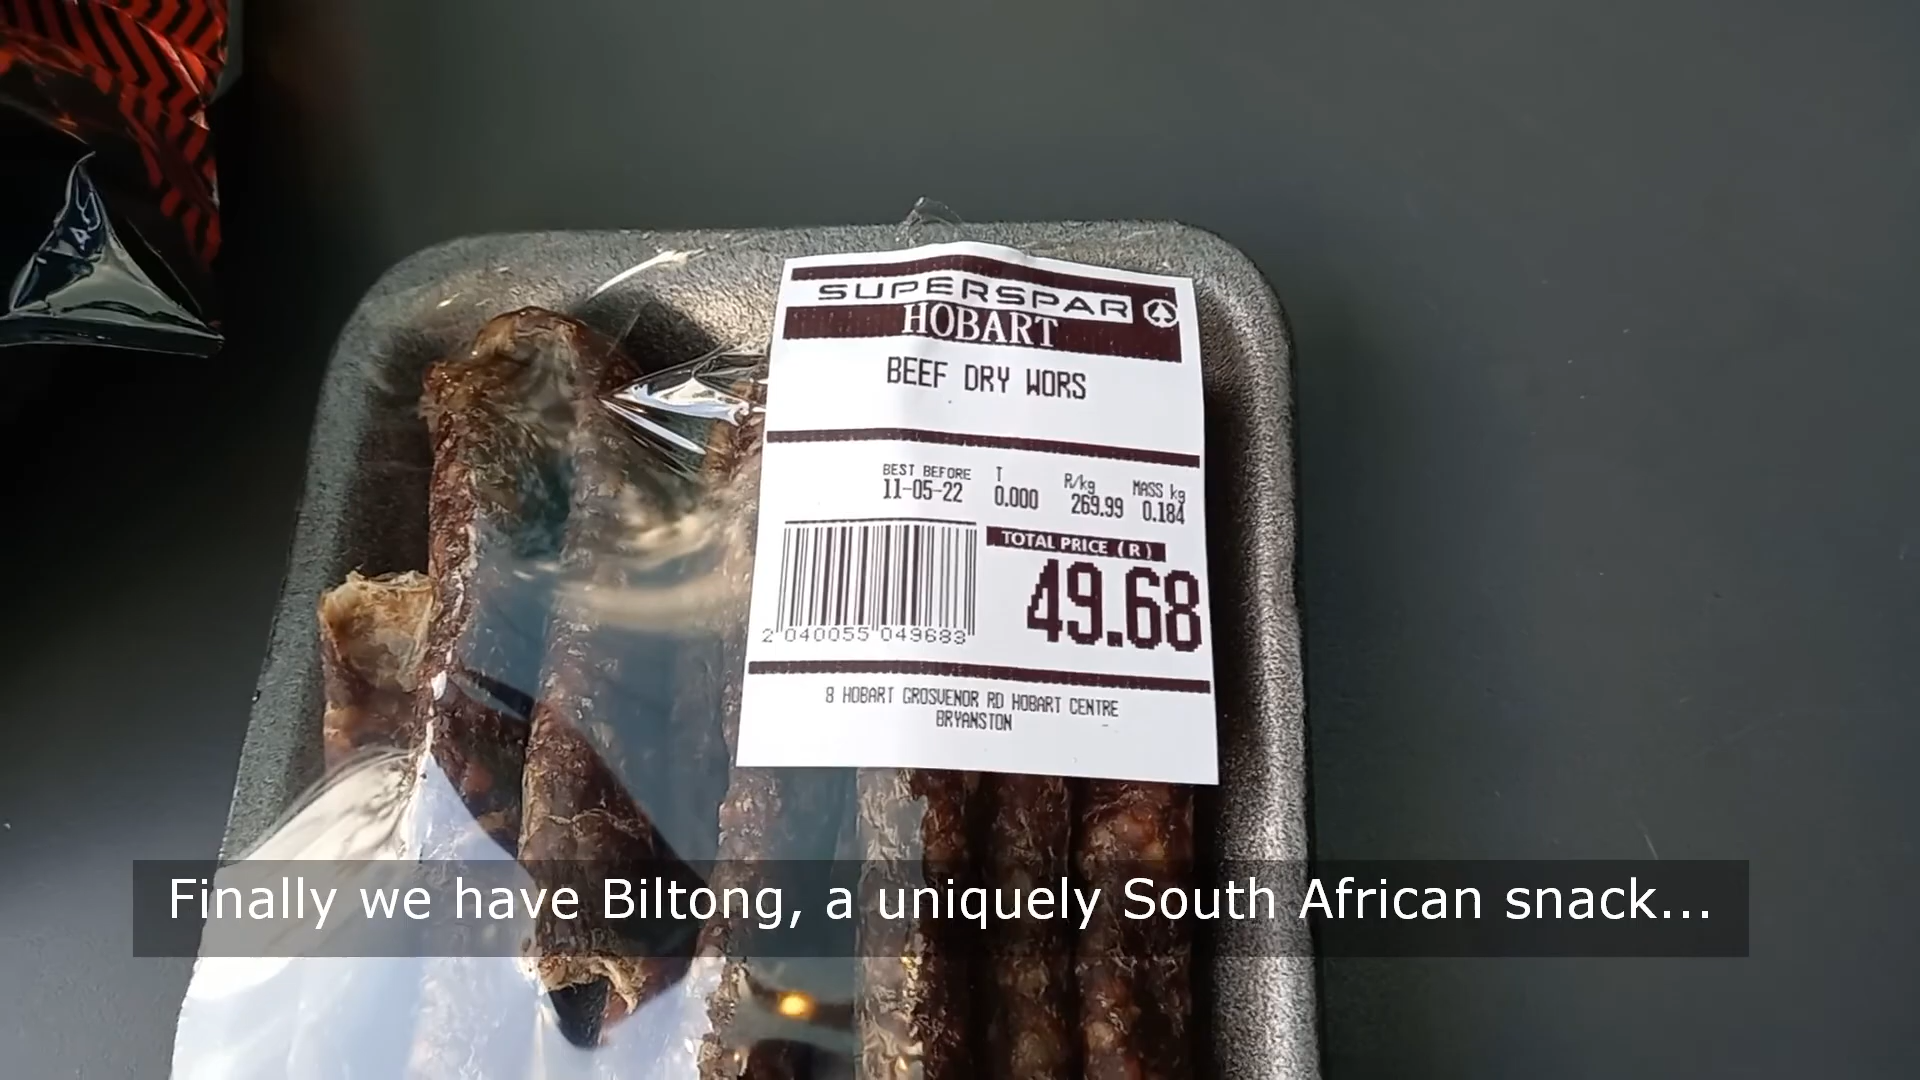 SUPERSPAR
HOBART
BEEF DRY WORS
BEST BEFORE T R/kg MASS kg
11-05-22 0.000 269.99 0.184
TOTAL PRICE (R)
49.68
2 040055 049683
8 HOBART GROSVENOR RD HOBART CENTRE
BRYANSTON
Finally we have Biltong, a uniquely South African snack...